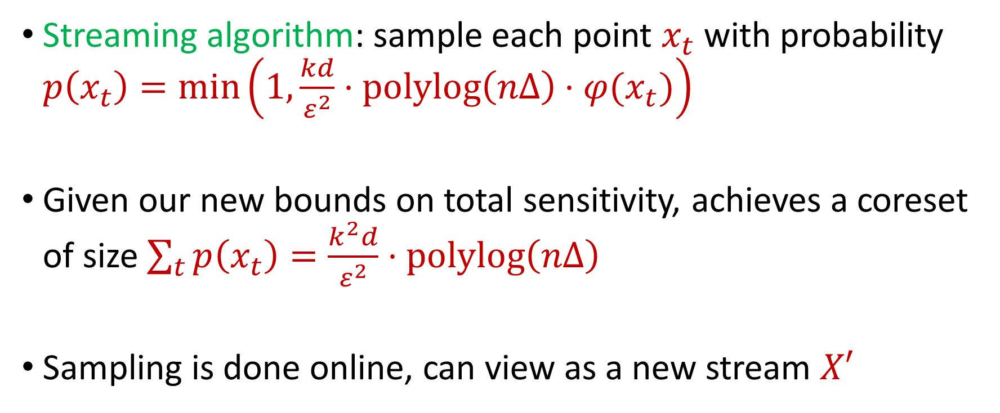 • Streaming algorithm: sample each point $x_t$ with probability
$p(x_t) = \min\left(1, \frac{kd}{\varepsilon^2} \cdot \text{polylog}(n\Delta) \cdot \varphi(x_t)\right)$
• Given our new bounds on total sensitivity, achieves a coreset
of size $\sum_t p(x_t) = \frac{k^2 d}{\varepsilon^2} \cdot \text{polylog}(n\Delta)$
• Sampling is done online, can view as a new stream $X'$